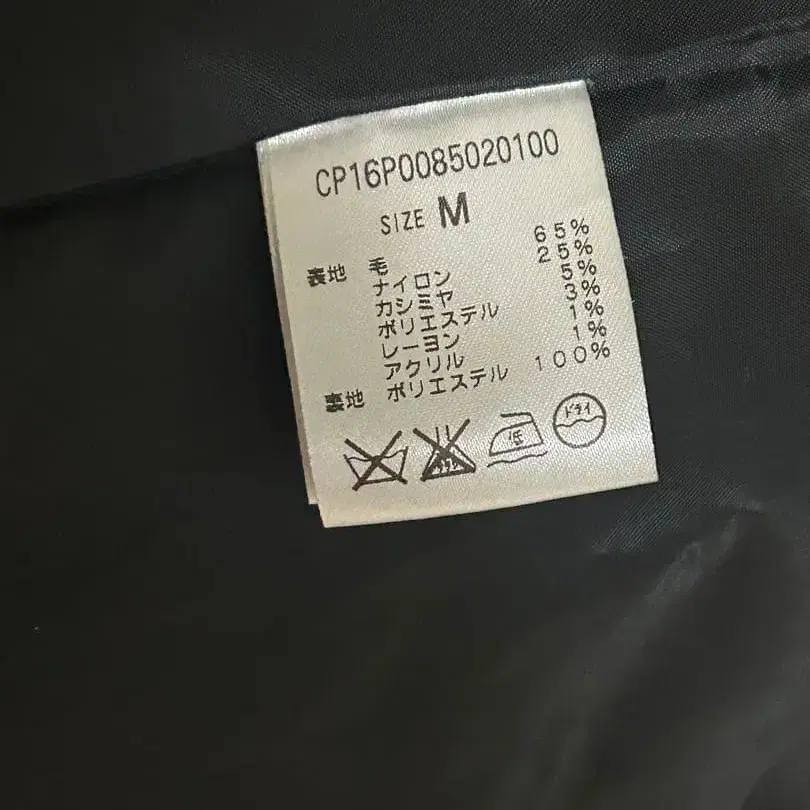 CP16P0085020100
SIZE M
表地 毛 65%
ナイロン 25%
カシミヤ 5%
ポリエステル 3%
レーヨン 1%
アクリル 1%
裏地 ポリエステル 100%
低 ドライ